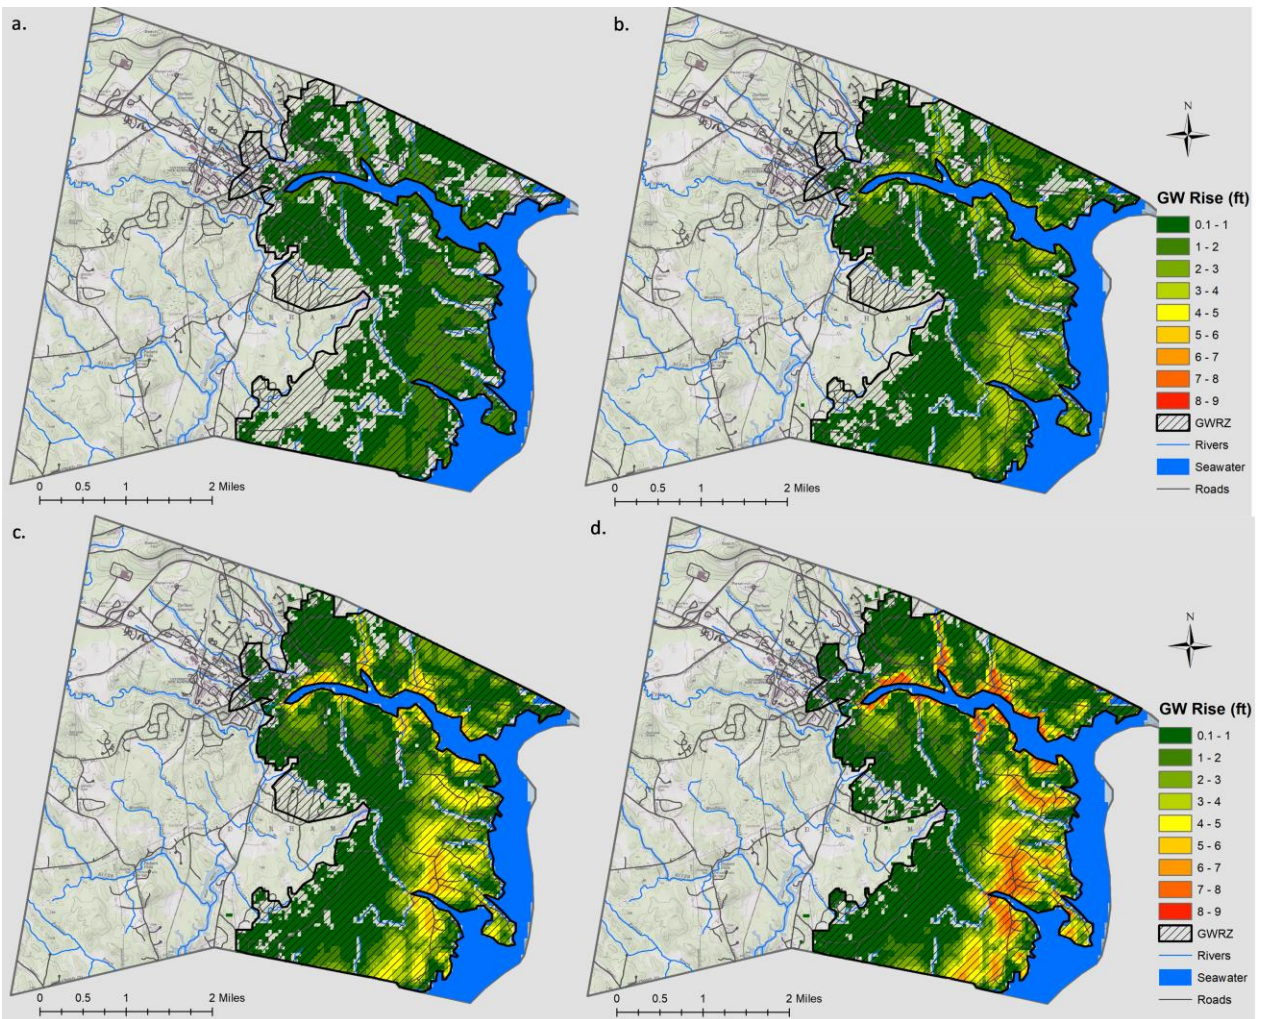 a.
b.
N
GW Rise (ft)
0.1 - 1
1 - 2
2 - 3
3 - 4
4 - 5
5 - 6
6 - 7
7 - 8
8 - 9
GWRZ
Rivers
Seawater
Roads
D U R H A M
D U R H A M
0 0.5 1 2 Miles
0 0.5 1 2 Miles
c.
d.
N
GW Rise (ft)
0.1 - 1
1 - 2
2 - 3
3 - 4
4 - 5
5 - 6
6 - 7
7 - 8
8 - 9
GWRZ
Rivers
Seawater
Roads
D U R H A M
D U R H A M
0 0.5 1 2 Miles
0 0.5 1 2 Miles